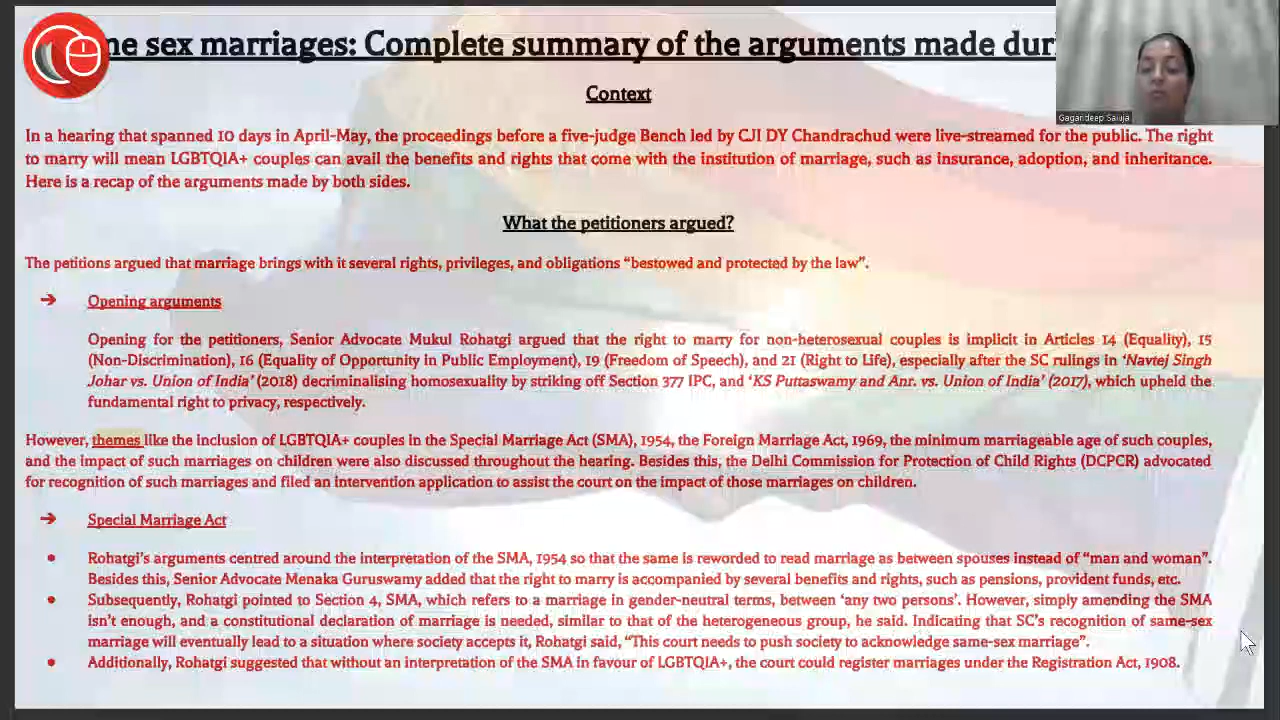 me sex marriages: Complete summary of the arguments made dur
Gagandeep Saluja
Context
In a hearing that spanned 10 days in April-May, the proceedings before a five-judge Bench led by CJI DY Chandrachud were live-streamed for the public. The right
to marry will mean LGBTQIA+ couples can avail the benefits and rights that come with the institution of marriage, such as insurance, adoption, and inheritance.
Here is a recap of the arguments made by both sides.
What the petitioners argued?
The petitions argued that marriage brings with it several rights, privileges, and obligations “bestowed and protected by the law”.
➔ Opening arguments
Opening for the petitioners, Senior Advocate Mukul Rohatgi argued that the right to marry for non-heterosexual couples is implicit in Articles 14 (Equality), 15
(Non-Discrimination), 16 (Equality of Opportunity in Public Employment), 19 (Freedom of Speech), and 21 (Right to Life), especially after the SC rulings in ‘Navtej Singh
Johar vs. Union of India’ (2018) decriminalising homosexuality by striking off Section 377 IPC, and ‘KS Puttaswamy and Anr. vs. Union of India’ (2017), which upheld the
fundamental right to privacy, respectively.
However, themes like the inclusion of LGBTQIA+ couples in the Special Marriage Act (SMA), 1954, the Foreign Marriage Act, 1969, the minimum marriageable age of such couples,
and the impact of such marriages on children were also discussed throughout the hearing. Besides this, the Delhi Commission for Protection of Child Rights (DCPCR) advocated
for recognition of such marriages and filed an intervention application to assist the court on the impact of those marriages on children.
➔ Special Marriage Act
● Rohatgi’s arguments centred around the interpretation of the SMA, 1954 so that the same is reworded to read marriage as between spouses instead of “man and woman”.
Besides this, Senior Advocate Menaka Guruswamy added that the right to marry is accompanied by several benefits and rights, such as pensions, provident funds, etc.
● Subsequently, Rohatgi pointed to Section 4, SMA, which refers to a marriage in gender-neutral terms, between ‘any two persons’. However, simply amending the SMA
isn’t enough, and a constitutional declaration of marriage is needed, similar to that of the heterogeneous group, he said. Indicating that SC’s recognition of same-sex
marriage will eventually lead to a situation where society accepts it, Rohatgi said, “This court needs to push society to acknowledge same-sex marriage”.
● Additionally, Rohatgi suggested that without an interpretation of the SMA in favour of LGBTQIA+, the court could register marriages under the Registration Act, 1908.